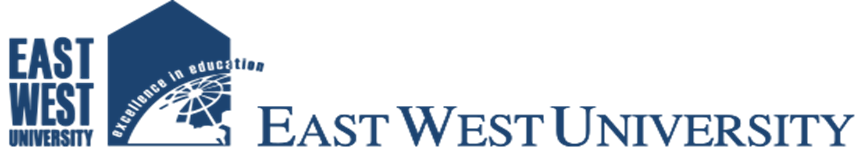 EAST
WEST
UNIVERSITY
excellence in education
EAST WEST UNIVERSITY